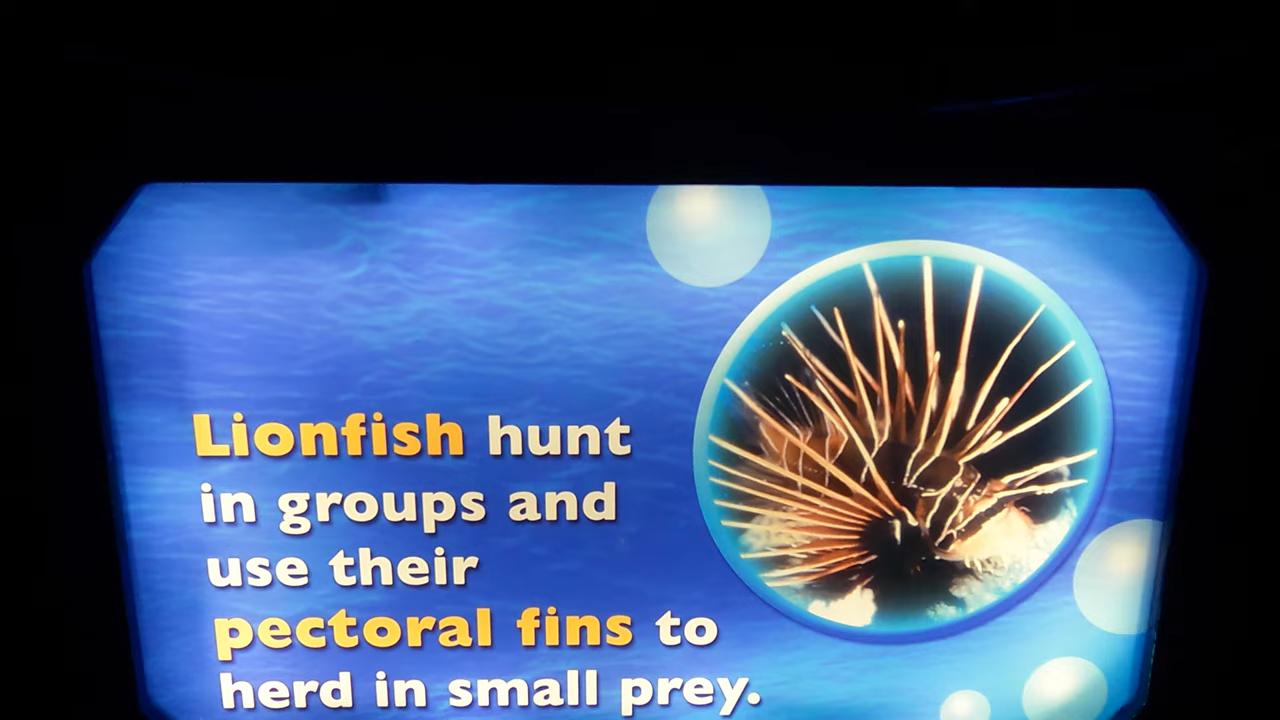 Lionfish hunt
in groups and
use their
pectoral fins to
herd in small prey.